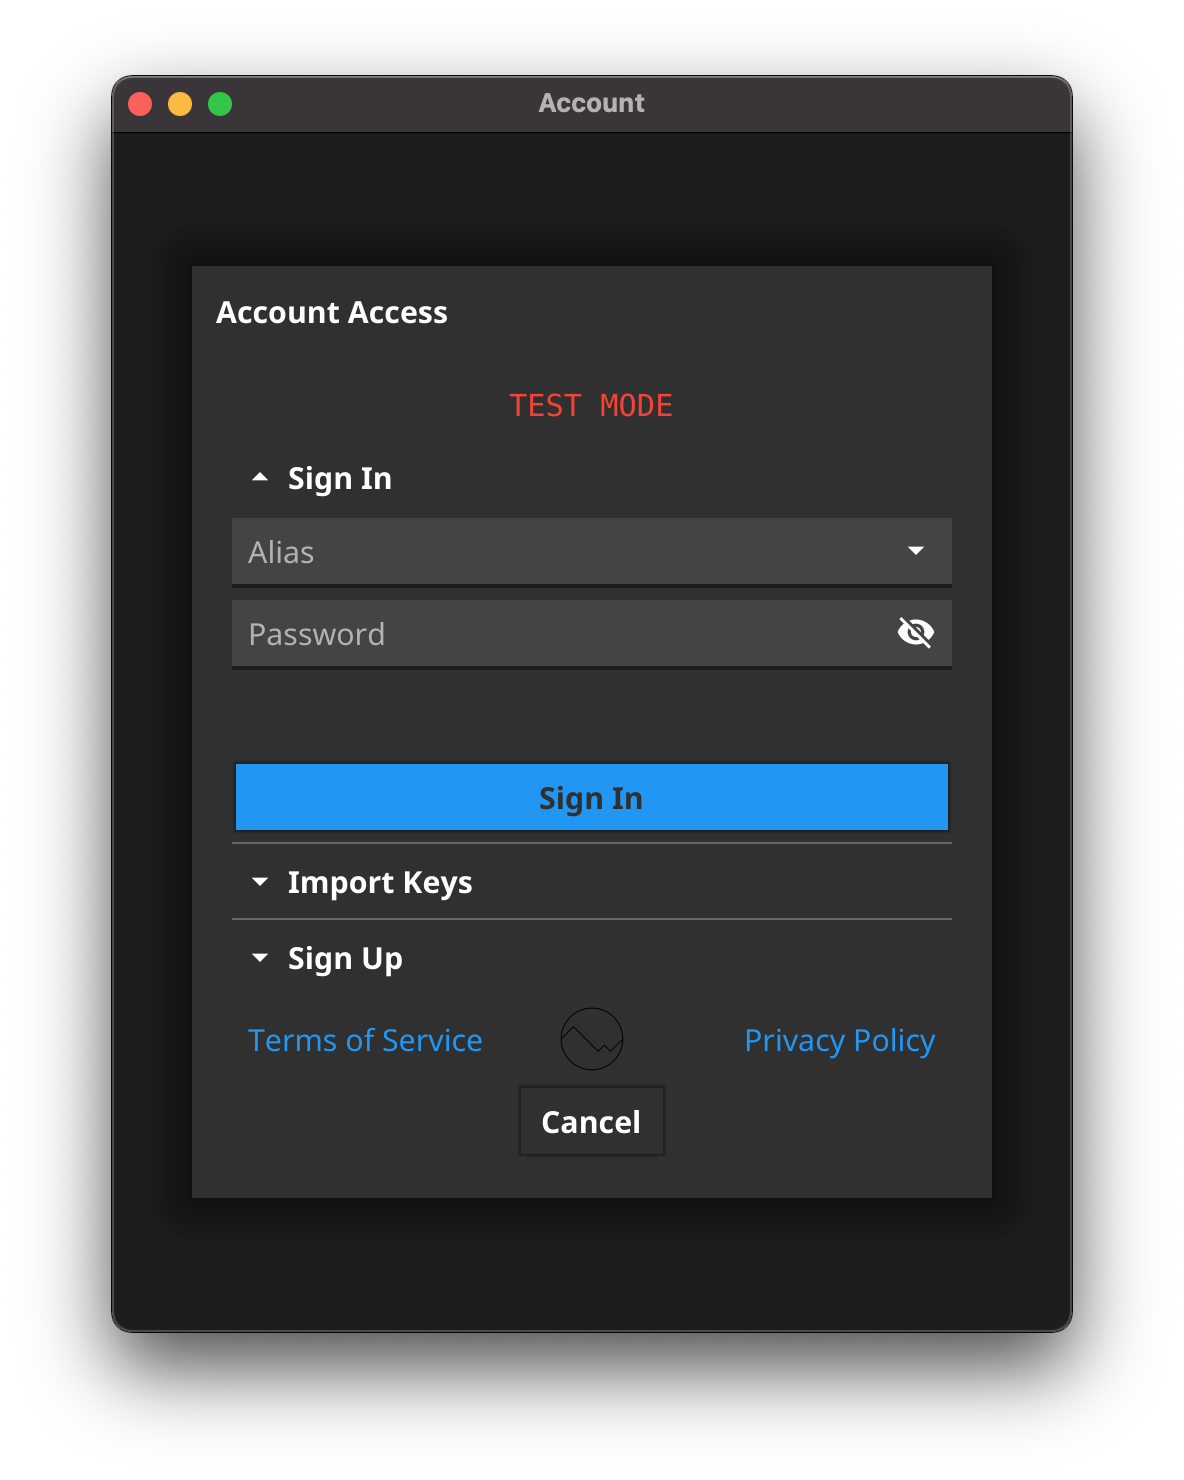 Account
Account Access
TEST MODE
Sign In
Alias
Password
Sign In
Import Keys
Sign Up
Terms of Service
Privacy Policy
Cancel